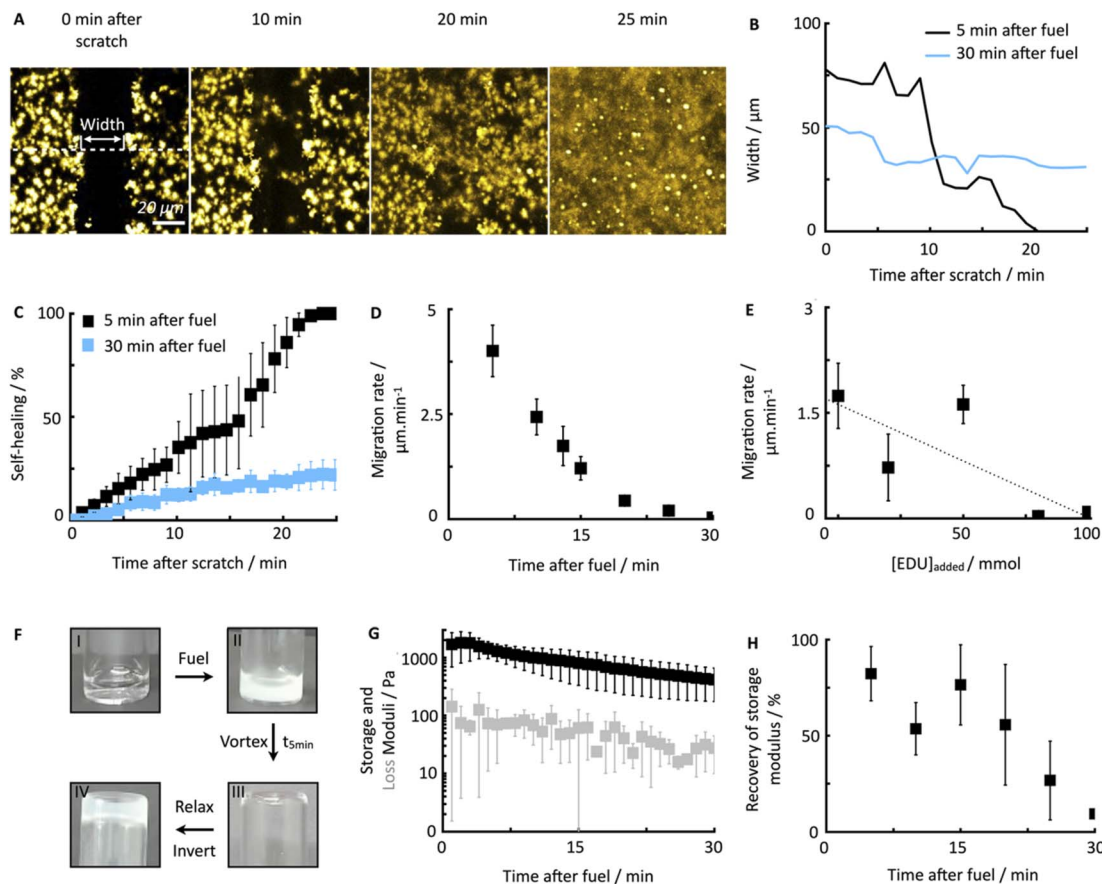 A
0 min after
scratch
10 min
20 min
25 min
Width
20 μm
B
5 min after fuel
30 min after fuel
100
50
0
Width / μm
0
10
20
Time after scratch / min
C
5 min after fuel
30 min after fuel
100
50
0
Self-healing / %
0
10
20
Time after scratch / min
D
5
2.5
0
Migration rate /
μm.min⁻¹
0
15
30
Time after fuel / min
E
3
1.5
0
Migration rate /
μm.min⁻¹
0
50
100
[EDU]added / mmol
F
I
Fuel
II
Vortex
t5min
IV
Relax
Invert
III
G
1000
100
10
0
Storage and
Loss Moduli / Pa
0
15
30
Time after fuel / min
H
100
50
0
Recovery of storage
modulus / %
0
15
30
Time after fuel / min